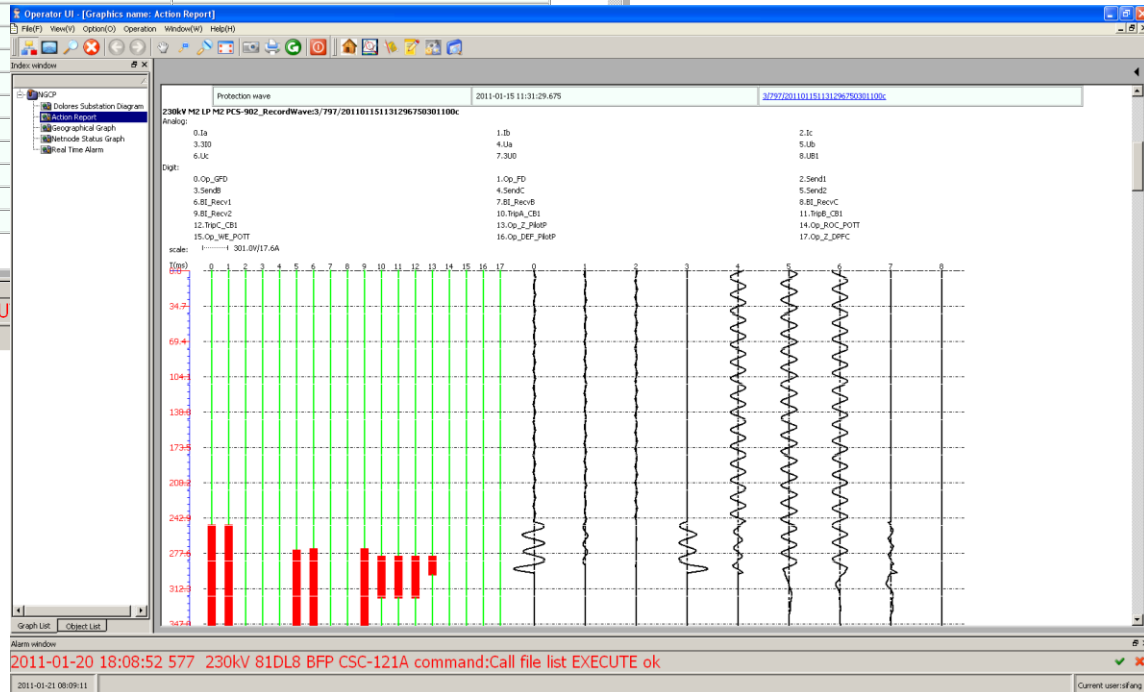 Operator UI - [Graphics name: Action Report]
File(F) View(V) Option(O) Operation Window(W) Help(H)
Index window
NGCP
Dolores Substation Diagram
Action Report
Geographical Graph
Netnode Status Graph
Real Time Alarm
Protection wave 2011-01-15 11:31:29.675 3/797/201101151131296750301100c
230kV M2 LP M2 PCS-902_RecordWave:3/797/201101151131296750301100c
Analog:
0.Ia 1.Ib 2.Ic
3.3I0 4.Ua 5.Ub
6.Uc 7.3U0 8.UB1
Digit:
0.Op_GFD 1.Op_FD 2.Send1
3.SendB 4.SendC 5.Send2
6.BI_Recv1 7.BI_RecvB 8.BI_RecvC
9.BI_Recv2 10.TripA_CB1 11.TripB_CB1
12.TripC_CB1 13.Op_Z_PilotP 14.Op_ROC_POTT
15.Op_WE_POTT 16.Op_DEF_PilotP 17.Op_Z_DPFC
scale: 301.0V/17.6A
T(ms) 0 1 2 3 4 5 6 7 8 9 10 11 12 13 14 15 16 17 0 1 2 3 4 5 6 7 8
0.0
34.7
69.4
104.1
138.8
173.5
208.2
242.9
277.6
312.3
347.0
Graph List Object List
Alarm window
U
2011-01-20 18:08:52 577 230kV 81DL8 BFP CSC-121A command:Call file list EXECUTE ok
2011-01-21 08:09:11 Current user:sifang